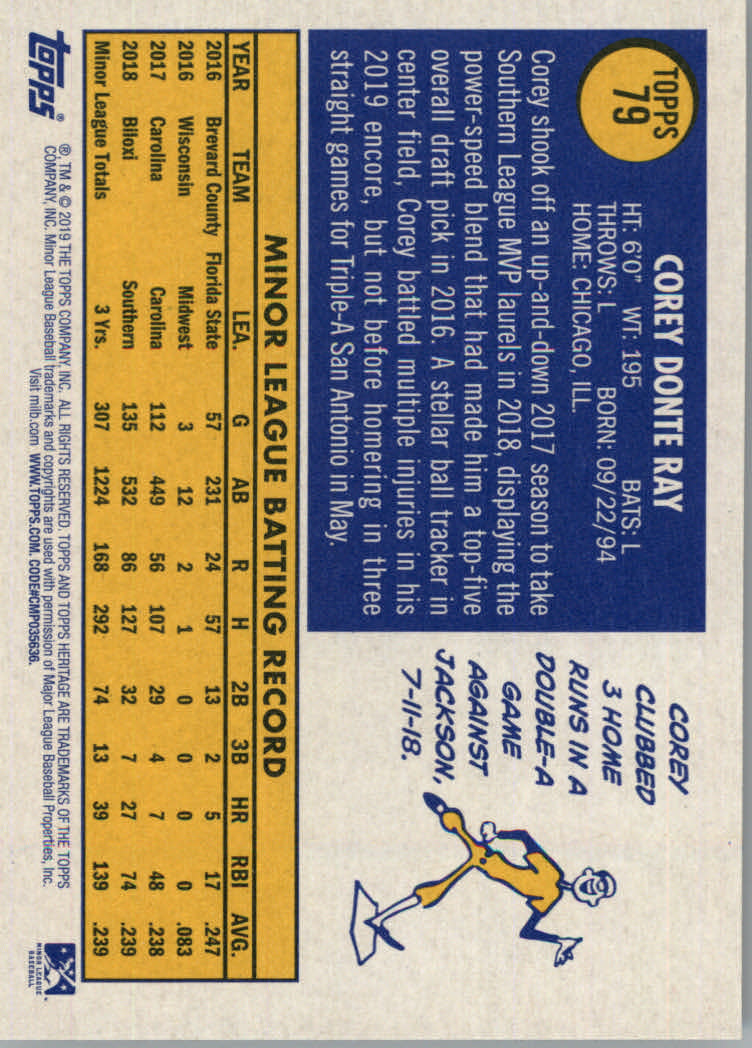 TOPPS
79
COREY DONTE RAY
HT: 6'0" WT: 195 BATS: L
THROWS: L BORN: 09/22/94
HOME: CHICAGO, ILL.
Corey shook off an up-and-down 2017 season to take
Southern League MVP laurels in 2018, displaying the
power-speed blend that had made him a top-five
overall draft pick in 2016. A stellar ball tracker in
center field, Corey battled multiple injuries in his
2019 encore, but not before homering in three
straight games for Triple-A San Antonio in May.
COREY
CLUBBED
3 HOME
RUNS IN A
DOUBLE-A
GAME
AGAINST
JACKSON,
7-11-18.
MINOR LEAGUE BATTING RECORD
YEAR TEAM LEA. G AB R H 2B 3B HR RBI AVG.
2016 Brevard County Florida State 57 231 24 57 13 2 5 17 .247
2016 Wisconsin Midwest 3 12 2 1 0 0 0 0 .083
2017 Carolina Carolina 112 449 56 107 29 4 7 48 .238
2018 Biloxi Southern 135 532 86 127 32 7 27 74 .239
Minor League Totals 3 Yrs. 307 1224 168 292 74 13 39 139 .239
topps®
®, TM & © 2019 THE TOPPS COMPANY, INC. ALL RIGHTS RESERVED. TOPPS AND TOPPS HERITAGE ARE TRADEMARKS OF THE TOPPS
COMPANY, INC. Minor League Baseball trademarks and copyrights are used with permission of Major League Baseball Properties, Inc.
Visit milb.com WWW.TOPPS.COM. CODE#CMP035636.
MINOR LEAGUE
BASEBALL™